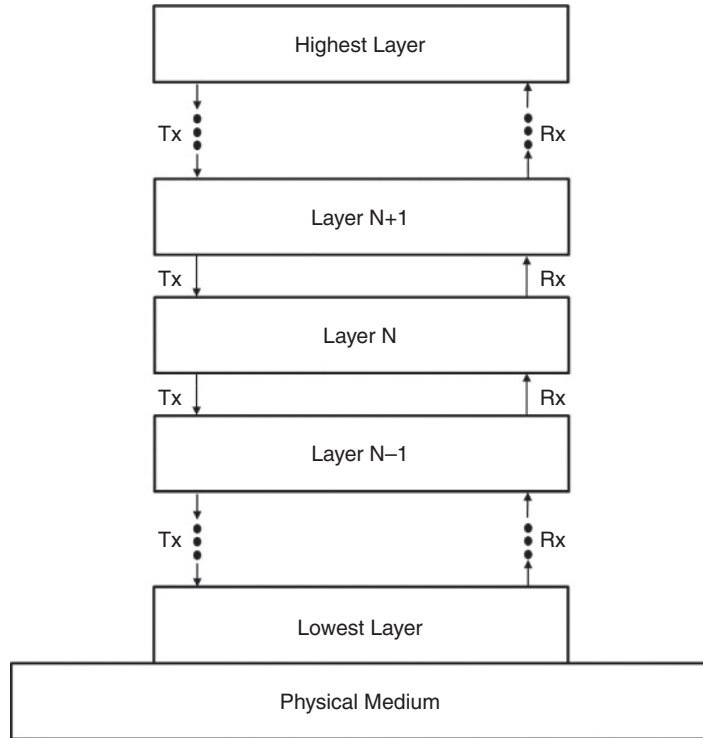 Highest Layer
Tx Rx
Layer N+1
Tx Rx
Layer N
Tx Rx
Layer N–1
Tx Rx
Lowest Layer
Physical Medium